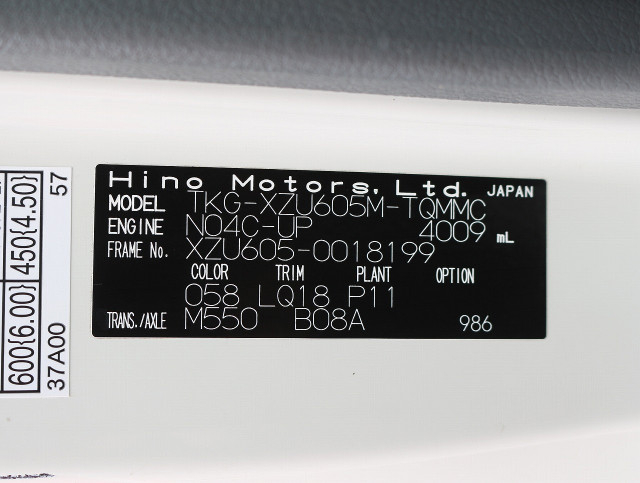 Hino Motors, Ltd. JAPAN
MODEL TKG-XZU605M-TQMMC
ENGINE N04C-UP 4009 mL
FRAME No. XZU605-0018199
COLOR TRIM PLANT OPTION
058 LQ18 P11
TRANS./AXLE M550 B08A 986
600{6.00} 450{4.50}
37A00 57